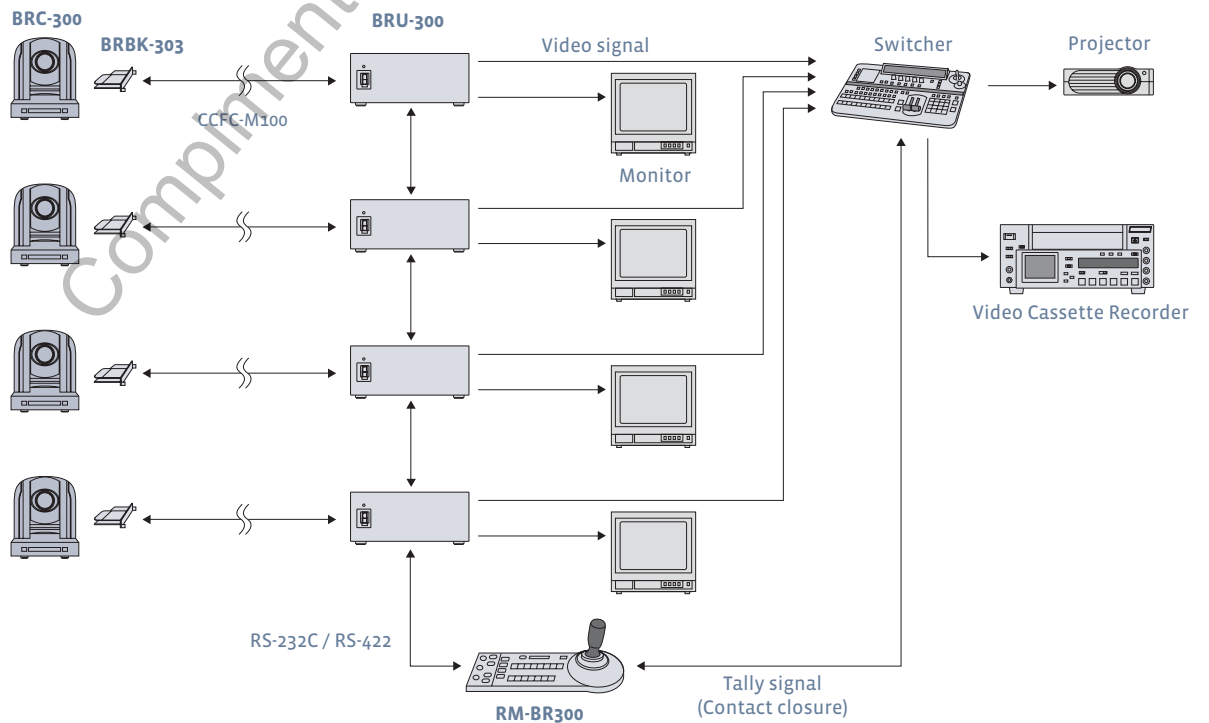 BRC-300
BRBK-303
BRU-300
Video signal
Switcher
Projector
CCFC-M100
Monitor
Video Cassette Recorder
RS-232C / RS-422
Tally signal
(Contact closure)
RM-BR300